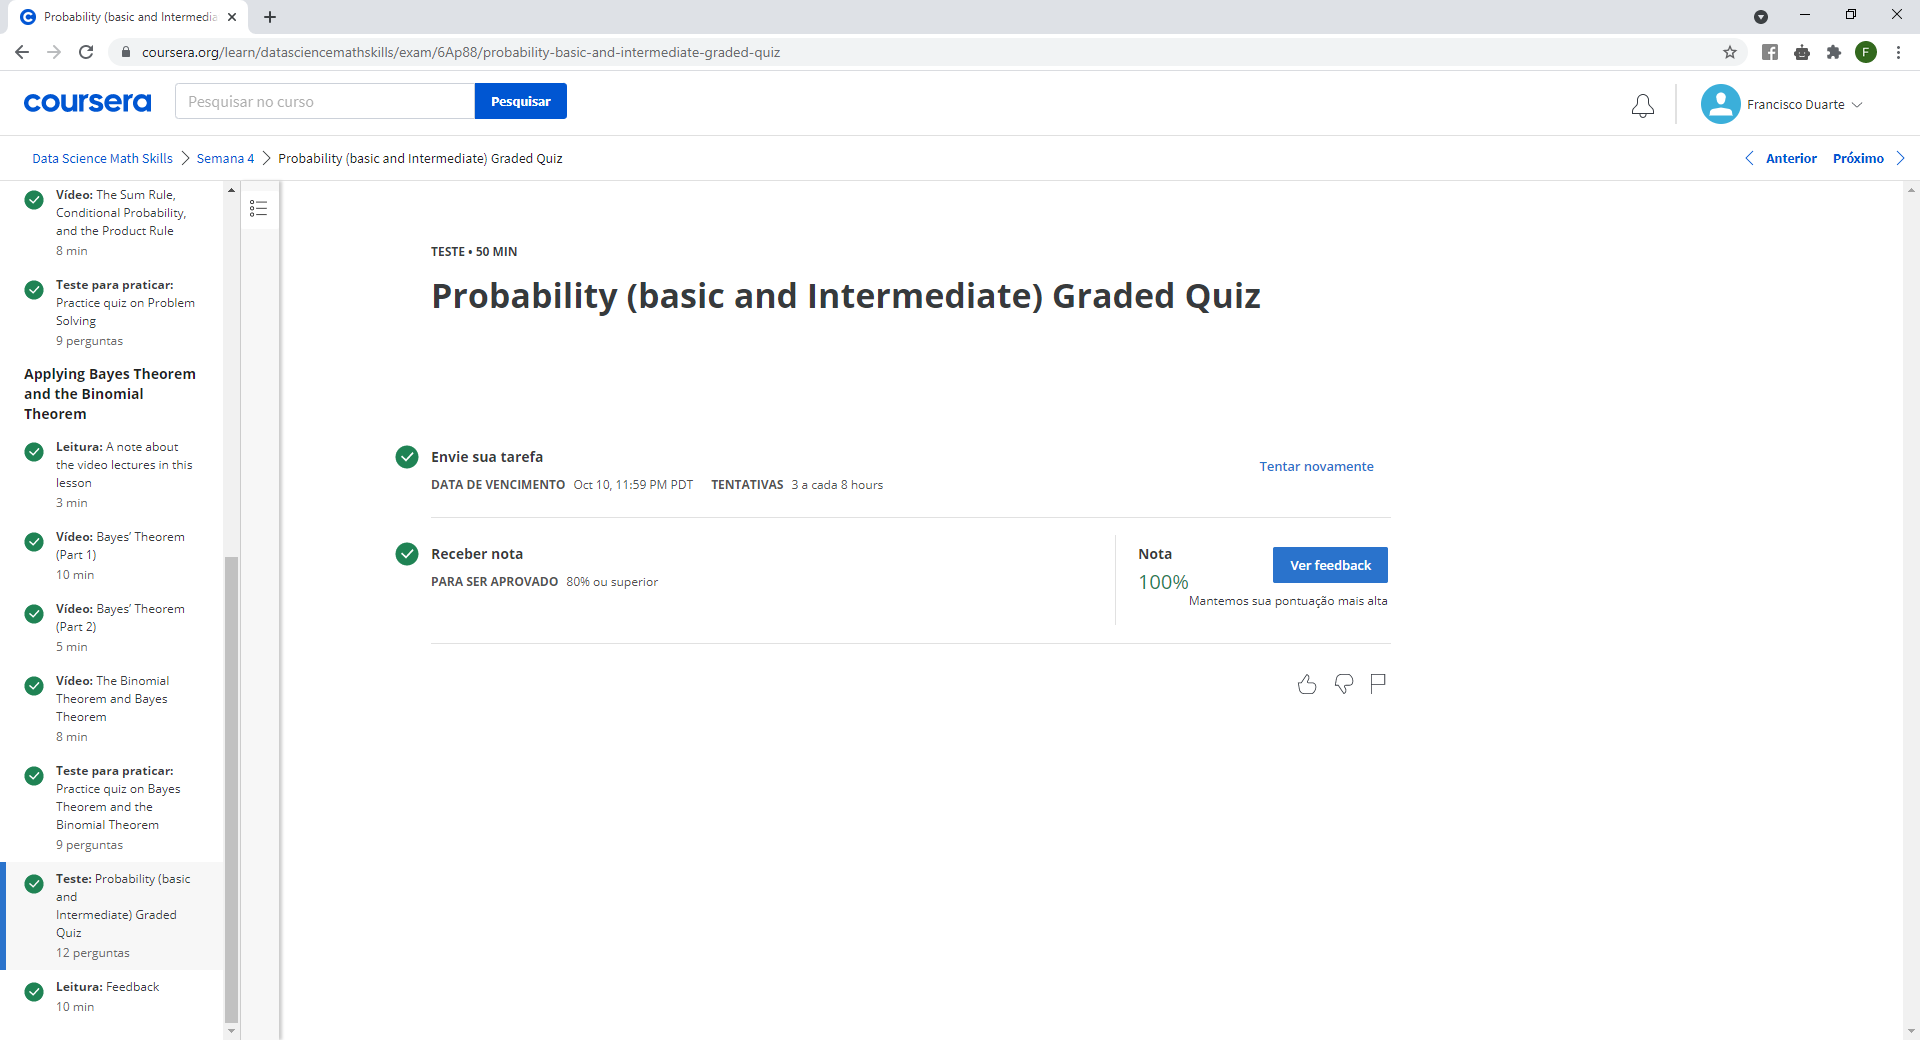 Probability (basic and Intermedia
coursera.org/learn/datasciencemathskills/exam/6Ap88/probability-basic-and-intermediate-graded-quiz
F
coursera
Pesquisar no curso
Pesquisar
Francisco Duarte
Data Science Math Skills
Semana 4
Probability (basic and Intermediate) Graded Quiz
Anterior
Próximo
Vídeo: The Sum Rule,
Conditional Probability,
and the Product Rule
8 min
Teste para praticar:
Practice quiz on Problem
Solving
9 perguntas
Applying Bayes Theorem
and the Binomial
Theorem
Leitura: A note about
the video lectures in this
lesson
3 min
Vídeo: Bayes’ Theorem
(Part 1)
10 min
Vídeo: Bayes’ Theorem
(Part 2)
5 min
Vídeo: The Binomial
Theorem and Bayes
Theorem
8 min
Teste para praticar:
Practice quiz on Bayes
Theorem and the
Binomial Theorem
9 perguntas
Teste: Probability (basic
and
Intermediate) Graded
Quiz
12 perguntas
Leitura: Feedback
10 min
TESTE • 50 MIN
Probability (basic and Intermediate) Graded Quiz
Envie sua tarefa
DATA DE VENCIMENTO Oct 10, 11:59 PM PDT TENTATIVAS 3 a cada 8 hours
Tentar novamente
Receber nota
PARA SER APROVADO 80% ou superior
Nota
100%
Ver feedback
Mantemos sua pontuação mais alta